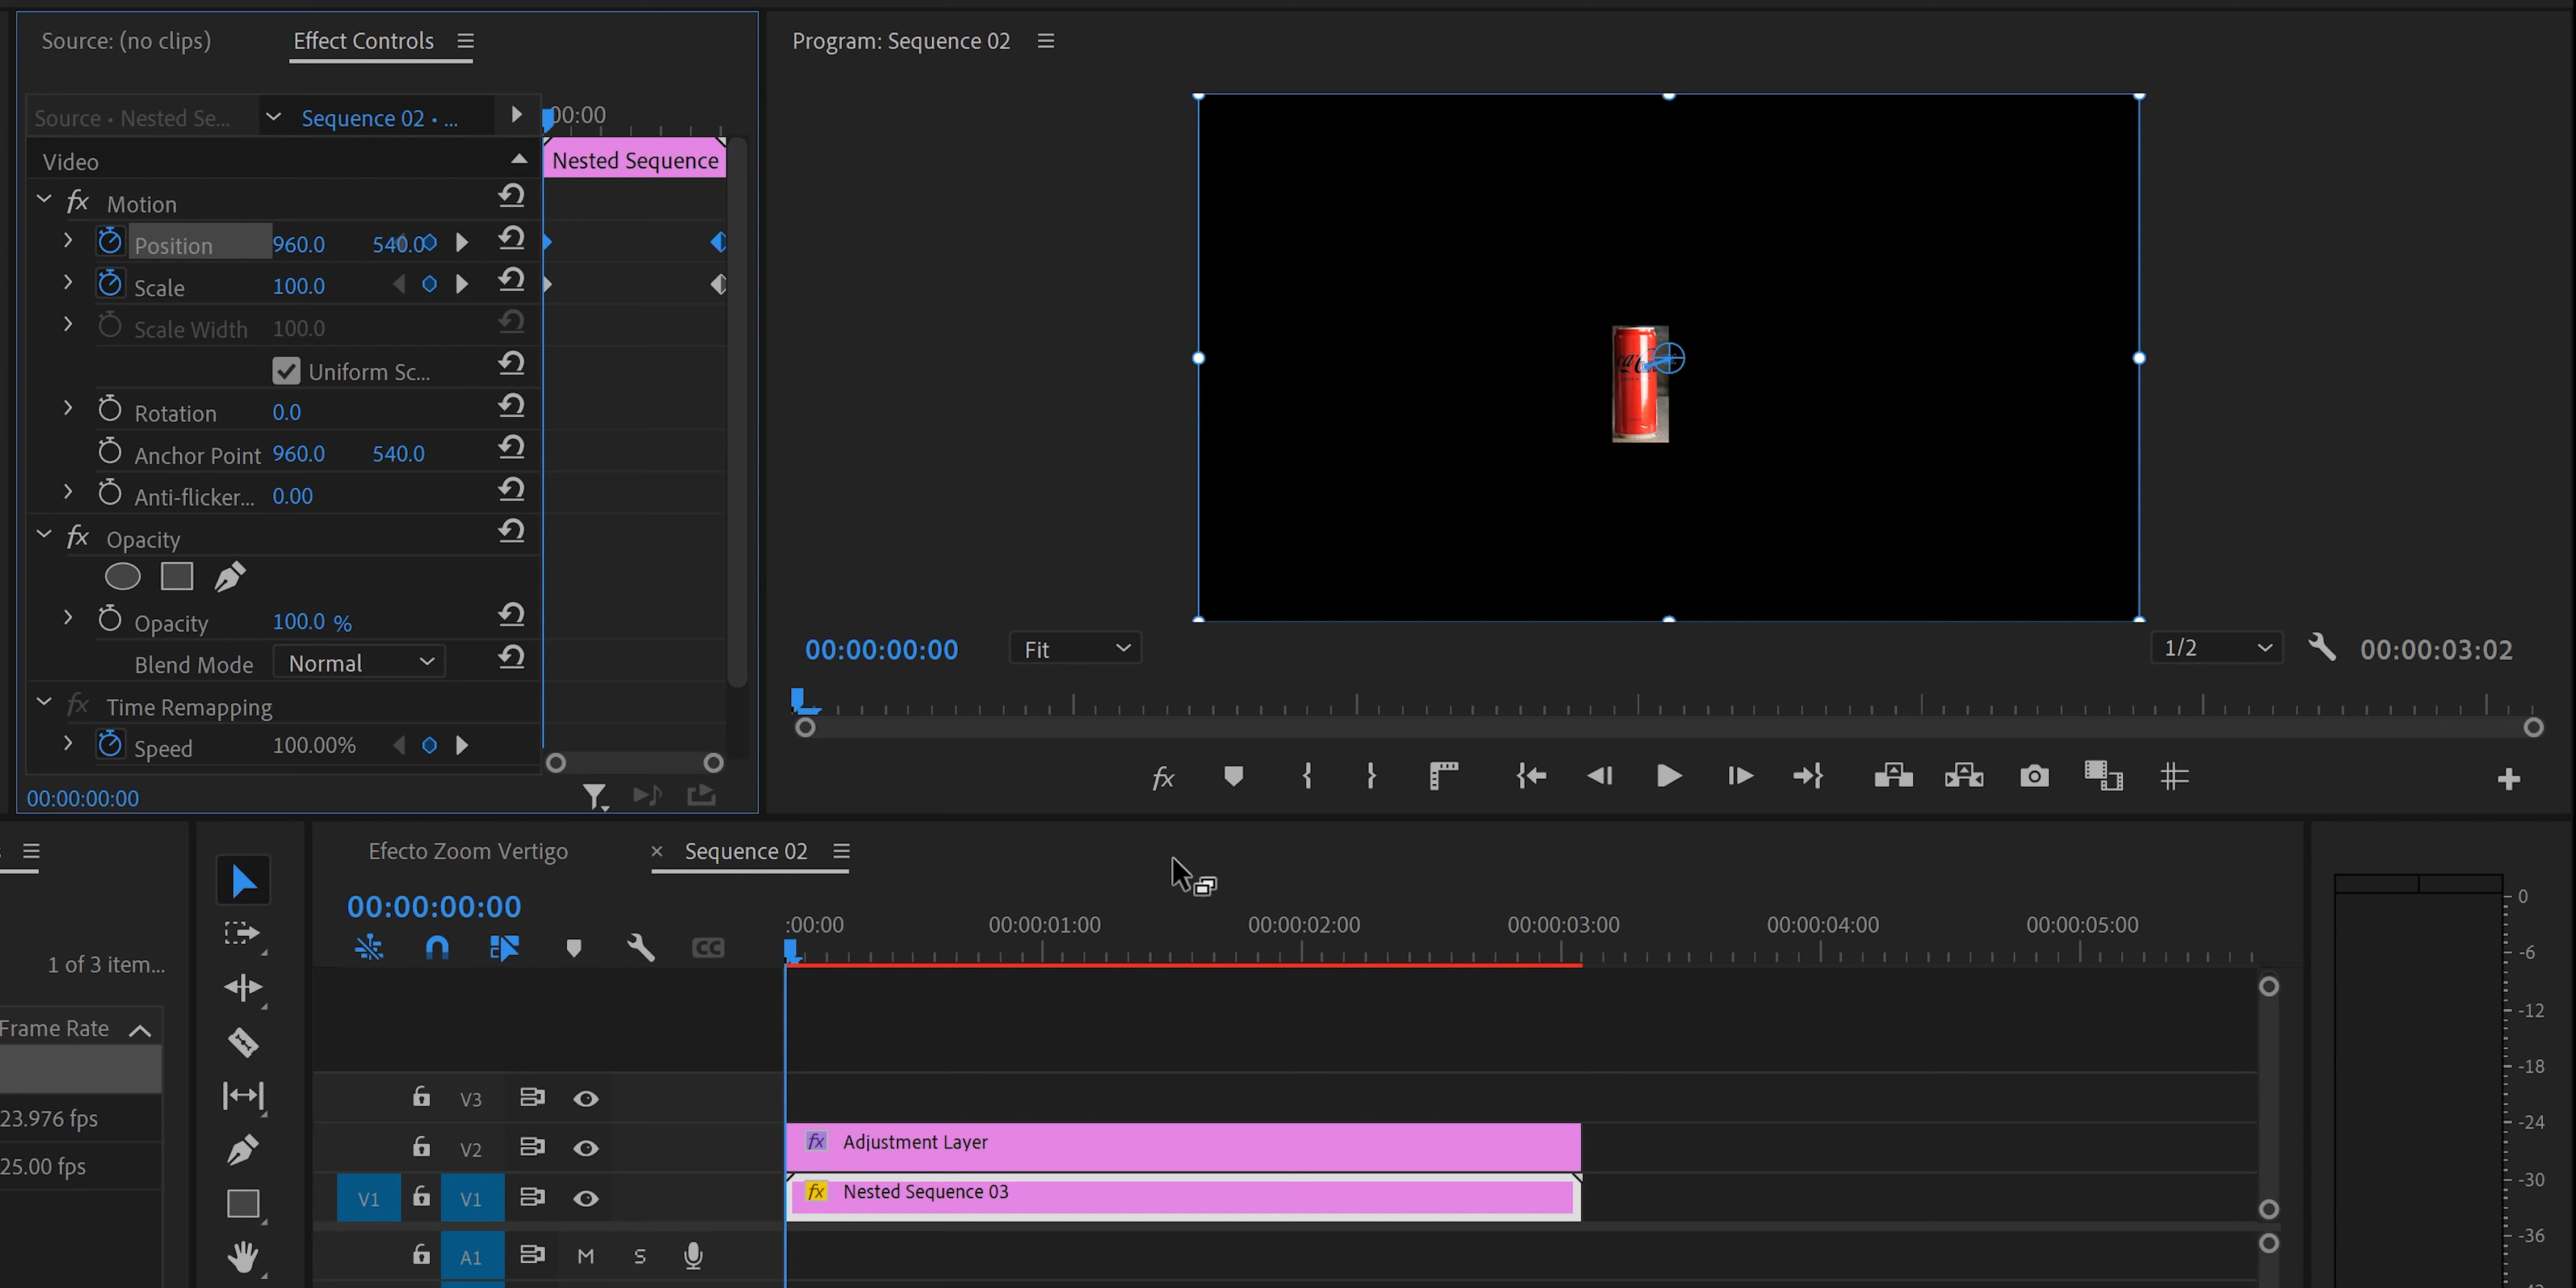 Source: (no clips)
Effect Controls
Source • Nested Se...
Sequence 02 • ...
:00:00
Video
Nested Sequence
fx Motion
Position 960.0 540.0
Scale 100.0
Scale Width 100.0
Uniform Sc...
Rotation 0.0
Anchor Point 960.0 540.0
Anti-flicker... 0.00
fx Opacity
Opacity 100.0 %
Blend Mode Normal
fx Time Remapping
Speed 100.00%
00:00:00:00
Program: Sequence 02
00:00:00:00
Fit
1/2
00:00:03:02
fx
1 of 3 item...
Frame Rate
23.976 fps
25.00 fps
Efecto Zoom Vertigo
× Sequence 02
00:00:00:00
CC
:00:00
00:00:01:00
00:00:02:00
00:00:03:00
00:00:04:00
00:00:05:00
V3
V2
fx Adjustment Layer
V1 V1
fx Nested Sequence 03
A1 M S
0
-6
-12
-18
-24
-30
-36